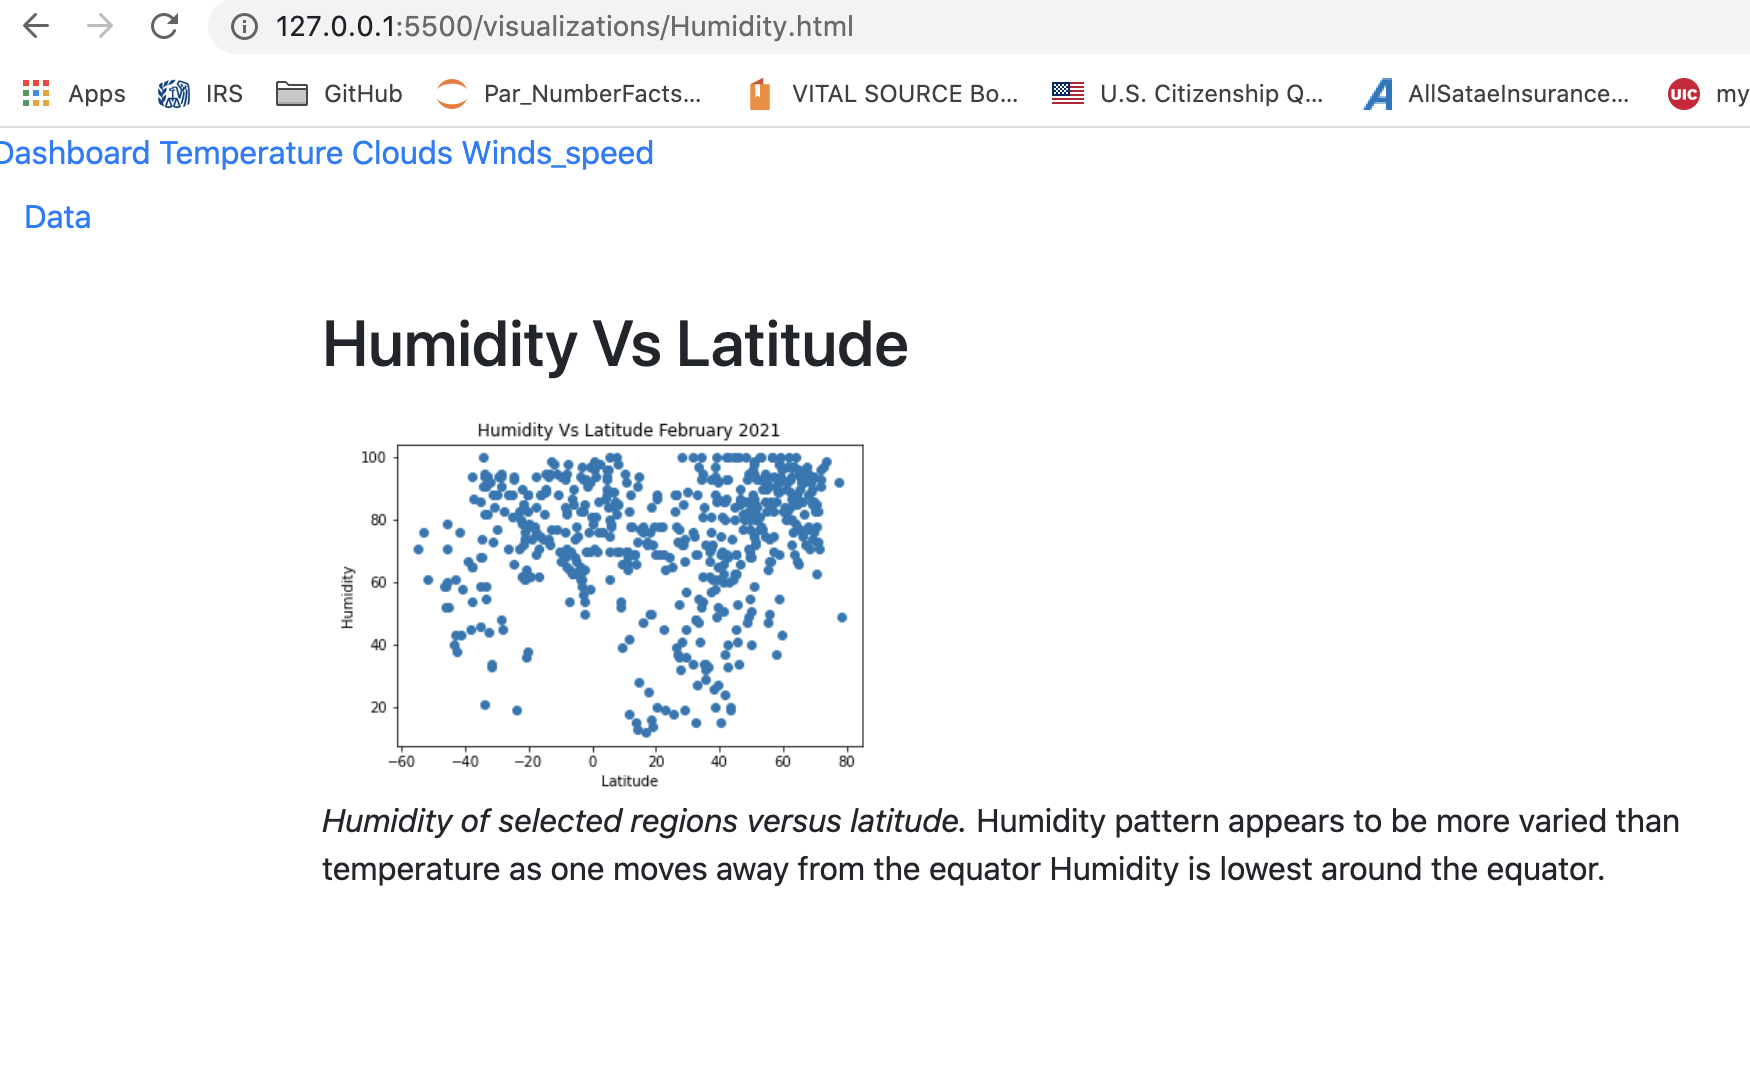 127.0.0.1:5500/visualizations/Humidity.html
Apps IRS GitHub Par_NumberFacts... VITAL SOURCE Bo... U.S. Citizenship Q... AllSataeInsurance... UIC my
Dashboard Temperature Clouds Winds_speed
Data
Humidity Vs Latitude
Humidity Vs Latitude February 2021
100
80
60
40
20
Humidity
−60 −40 −20 0 20 40 60 80
Latitude
Humidity of selected regions versus latitude. Humidity pattern appears to be more varied than
temperature as one moves away from the equator Humidity is lowest around the equator.